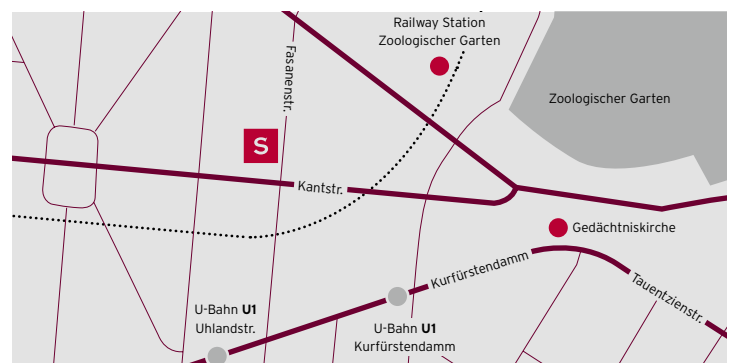 Railway Station
Zoologischer Garten
Fasanenstr.
Zoologischer Garten
S
Kantstr.
Gedächtniskirche
Kurfürstendamm
Tauentzienstr.
U-Bahn U1
Uhlandstr.
U-Bahn U1
Kurfürstendamm